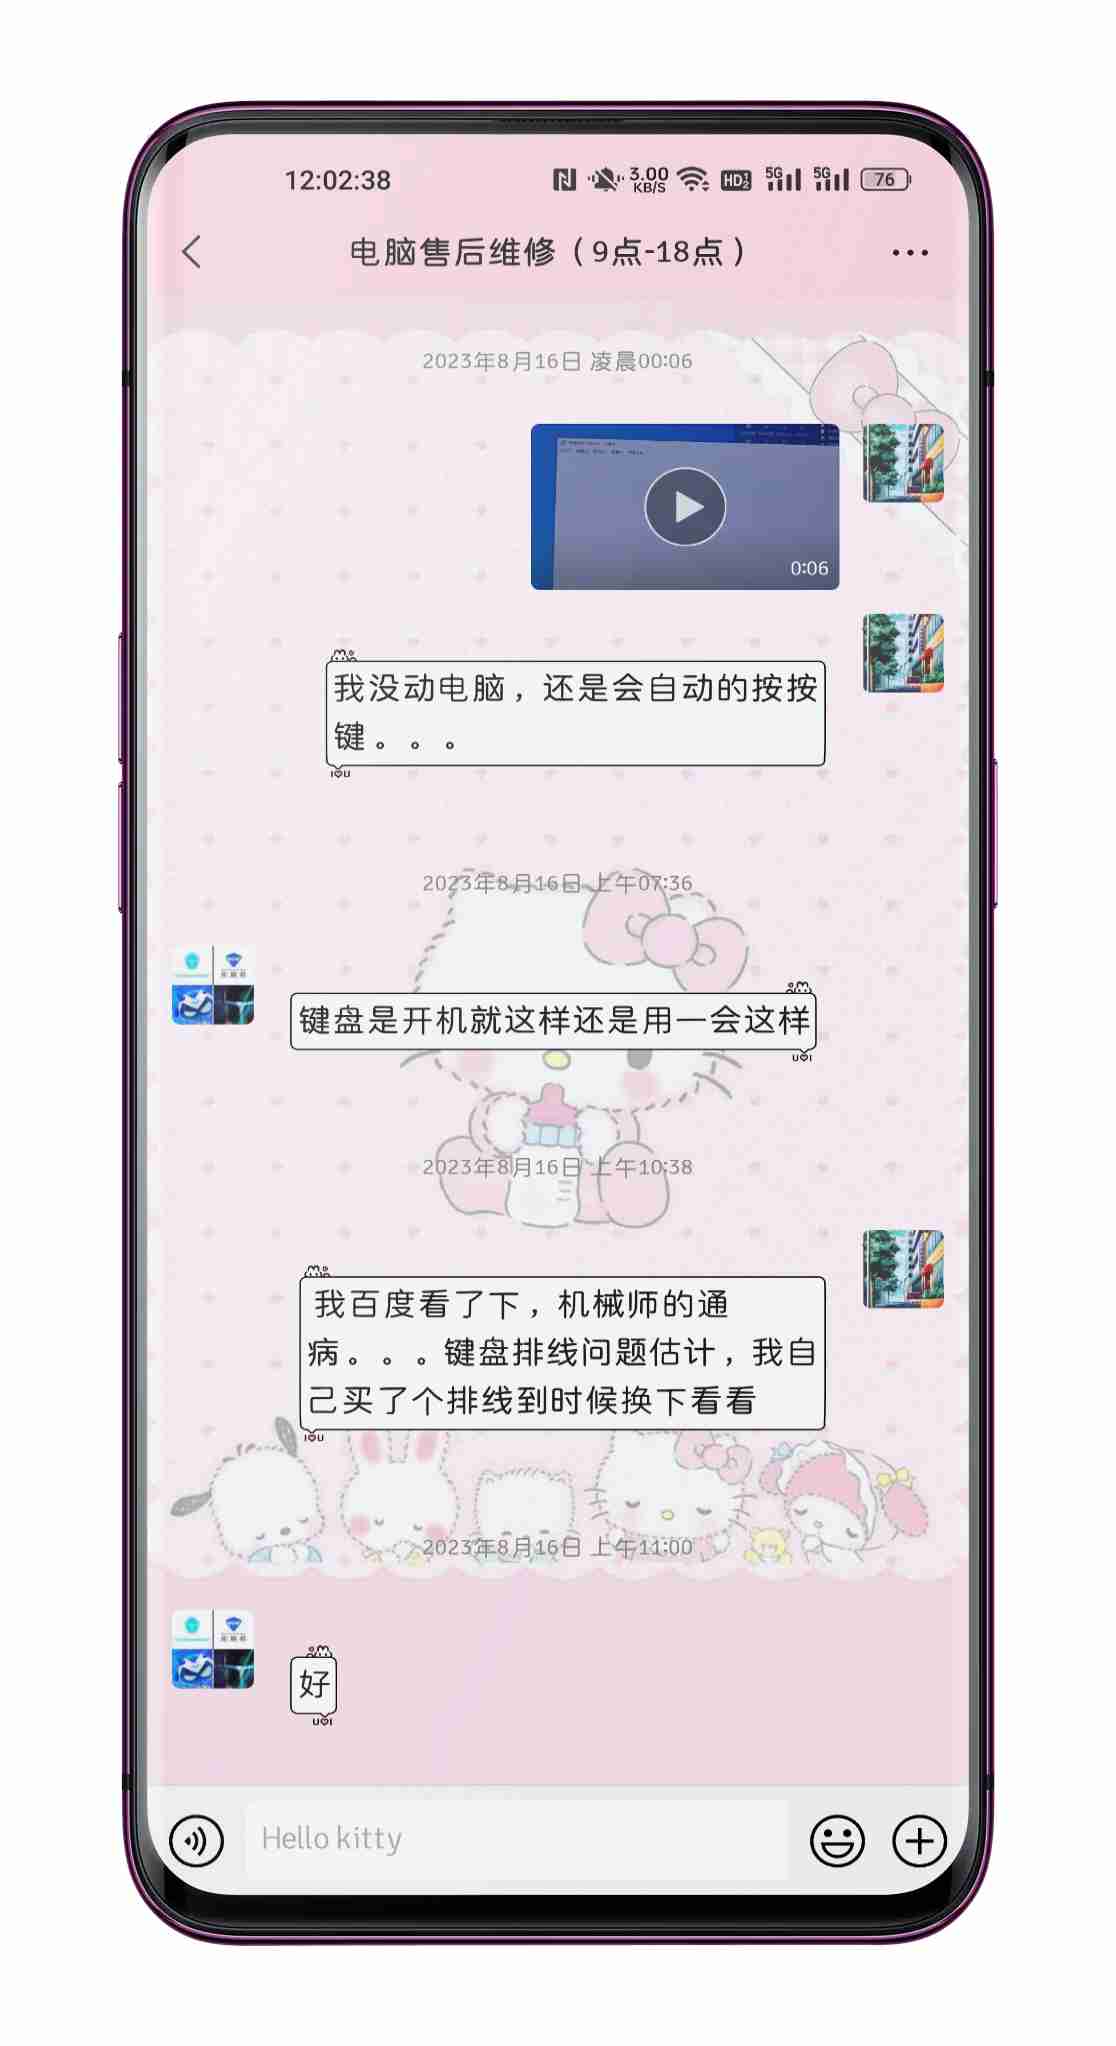 12:02:38
3.00
KB/S
HD 1 2
5G
5G
76
电脑售后维修（9点-18点）
2023年8月16日 凌晨00:06
0:06
我没动电脑，还是会自动的按按
键。。。
I U
2023年8月16日 上午07:36
键盘是开机就这样还是用一会这样
U I
2023年8月16日 上午10:38
我百度看了下，机械师的通
病。。。键盘排线问题估计，我自
己买了个排线到时候换下看看
I U
2023年8月16日 上午11:00
好
U I
Hello kitty